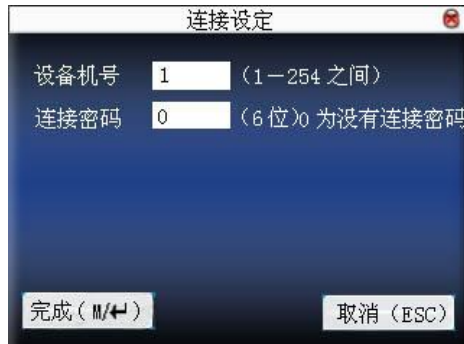 连接设定
设备机号 1 (1－254 之间)
连接密码 0 (6位)0 为没有连接密码
完成(M/↵) 取消 (ESC)